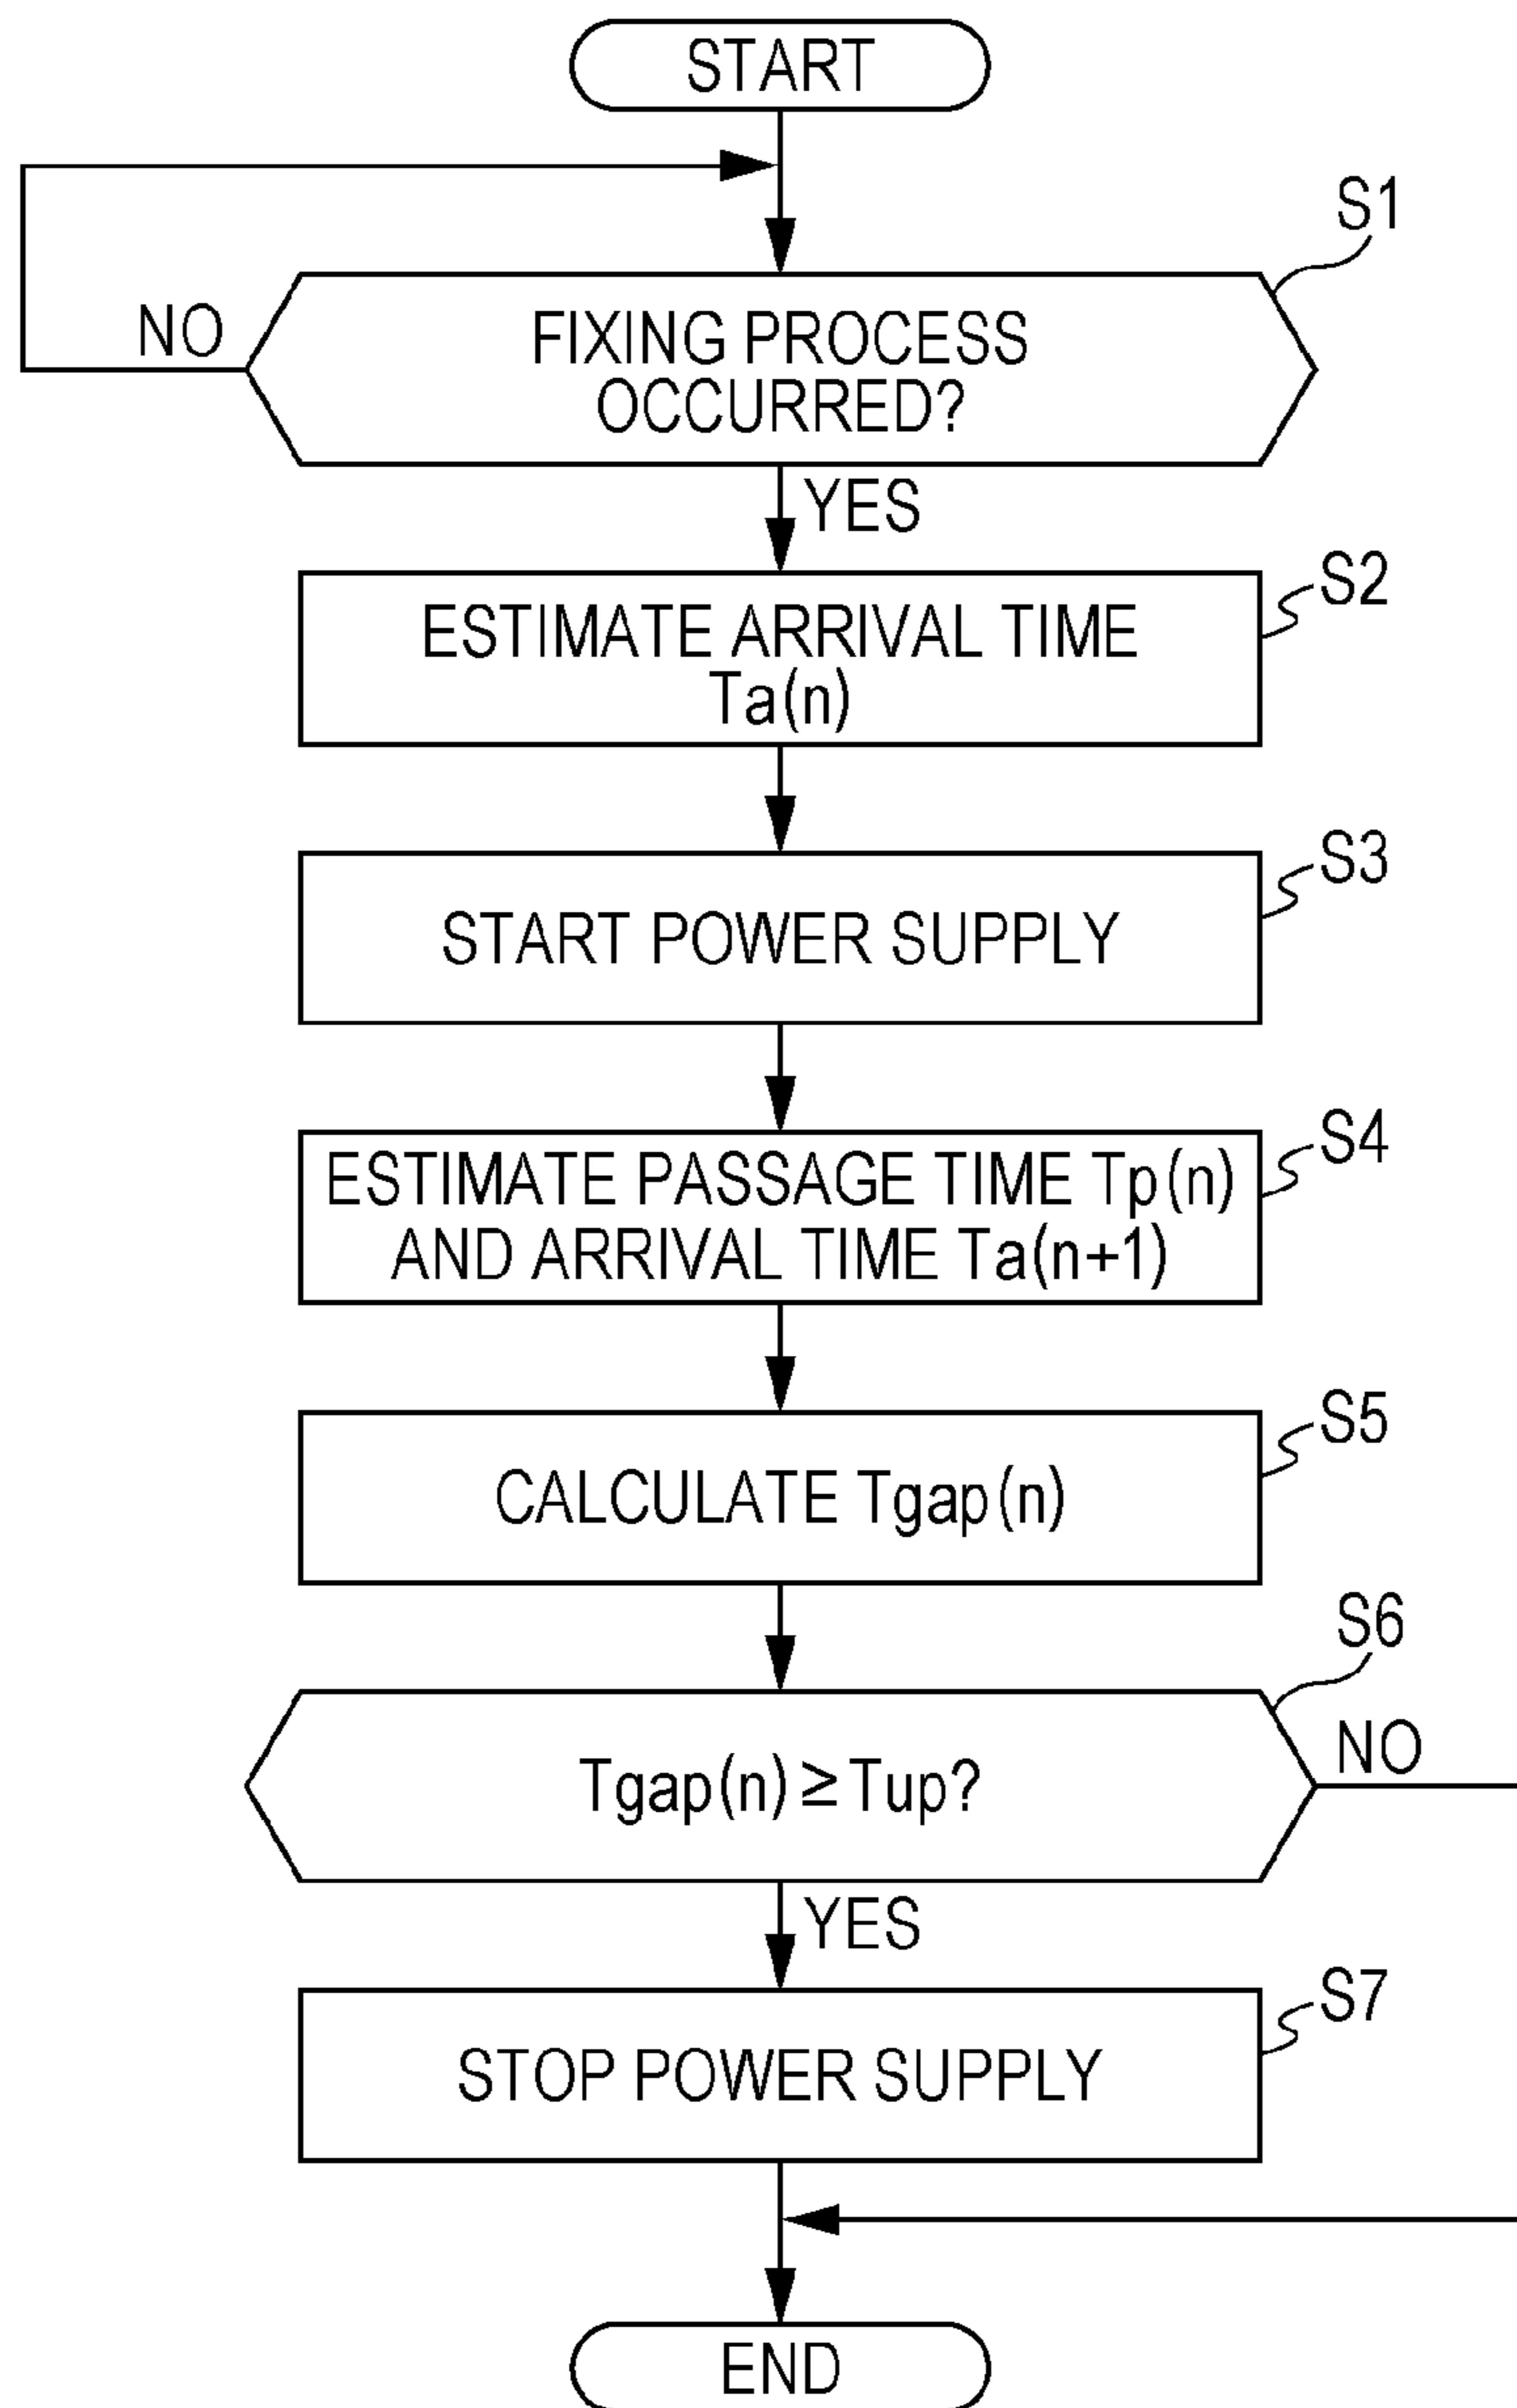 START
S1
NO
FIXING PROCESS
OCCURRED?
YES
S2
ESTIMATE ARRIVAL TIME
Ta(n)
S3
START POWER SUPPLY
S4
ESTIMATE PASSAGE TIME Tp(n)
AND ARRIVAL TIME Ta(n+1)
S5
CALCULATE Tgap(n)
S6
NO
Tgap(n) ≥ Tup?
YES
S7
STOP POWER SUPPLY
END